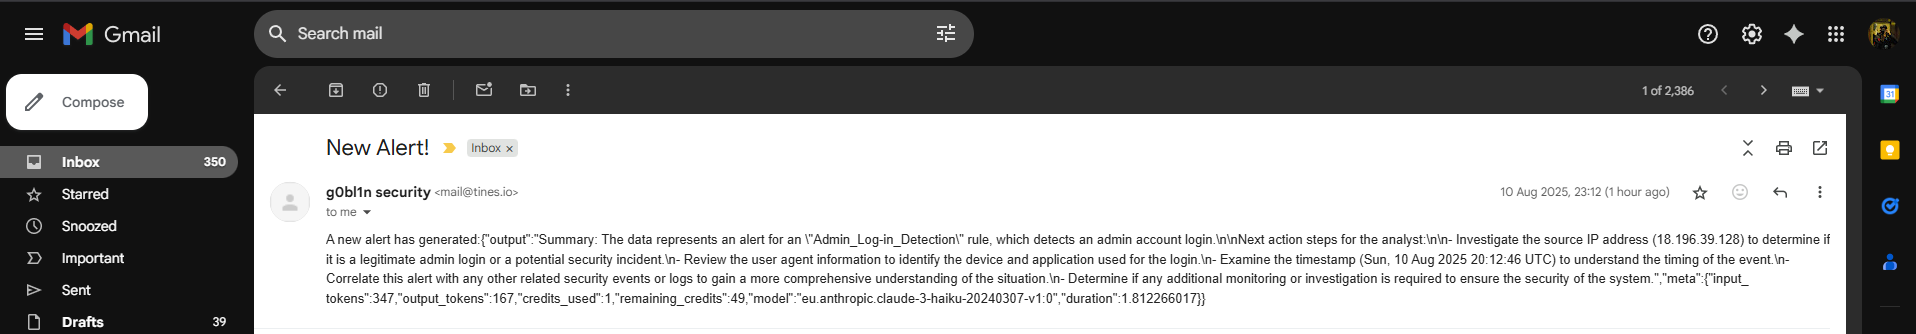 Gmail
Search mail
Compose
1 of 2,386
31
Inbox 350
Starred
Snoozed
Important
Sent
Drafts 39
New Alert! Inbox ×
g0bl1n security <mail@tines.io> 10 Aug 2025, 23:12 (1 hour ago)
to me
A new alert has generated:{"output":"Summary: The data represents an alert for an \"Admin_Log-in_Detection\" rule, which detects an admin account login.\n\nNext action steps for the analyst:\n\n- Investigate the source IP address (18.196.39.128) to determine if
it is a legitimate admin login or a potential security incident.\n- Review the user agent information to identify the device and application used for the login.\n- Examine the timestamp (Sun, 10 Aug 2025 20:12:46 UTC) to understand the timing of the event.\n-
Correlate this alert with any other related security events or logs to gain a more comprehensive understanding of the situation.\n- Determine if any additional monitoring or investigation is required to ensure the security of the system.","meta":{"input_
tokens":347,"output_tokens":167,"credits_used":1,"remaining_credits":49,"model":"eu.anthropic.claude-3-haiku-20240307-v1:0","duration":1.812266017}}